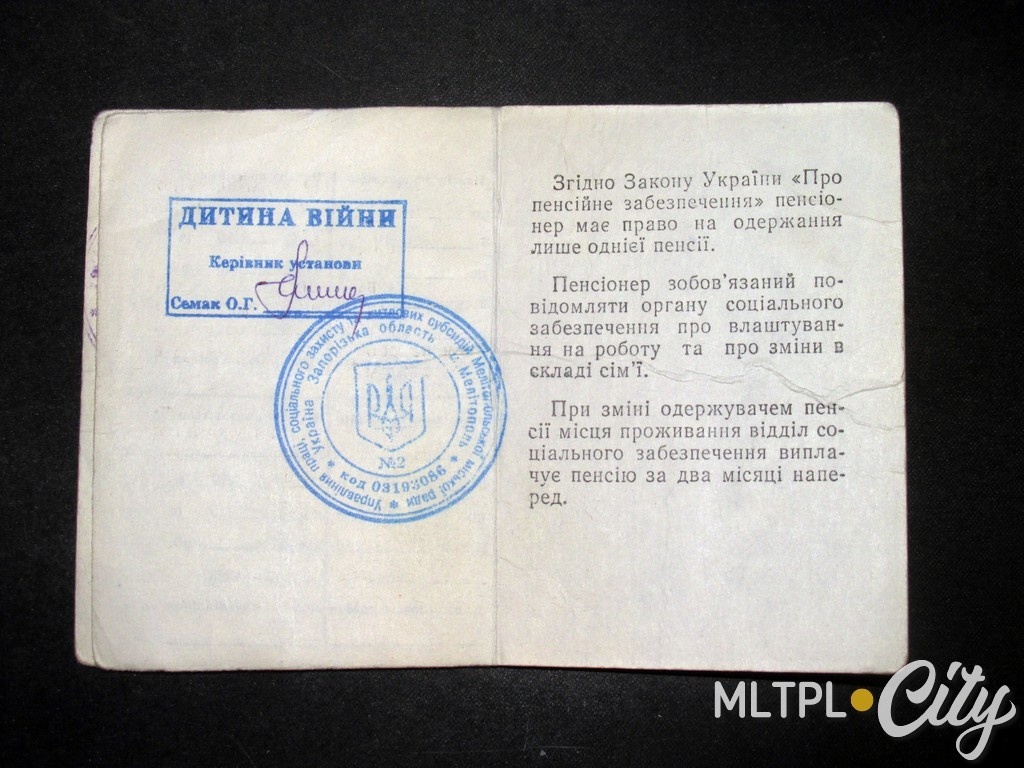 ДИТИНА ВІЙНИ
Керівник установи
Семак О.Г.
Управління праці, соціального захисту та житлових субсидій Мелітопольської міської ради
Україна Запорізька область м. Мелітополь
№2
* код 03193086 *
Згідно Закону України «Про
пенсійне забезпечення» пенсіо-
нер має право на одержання
лише однієї пенсії.
Пенсіонер зобов'язаний по-
відомляти органу соціального
забезпечення про влаштуван-
ня на роботу та про зміни в
складі сім'ї.
При зміні одержувачем пен-
сії місця проживання відділ со-
ціального забезпечення випла-
чує пенсію за два місяці напе-
ред.
MLTPL City